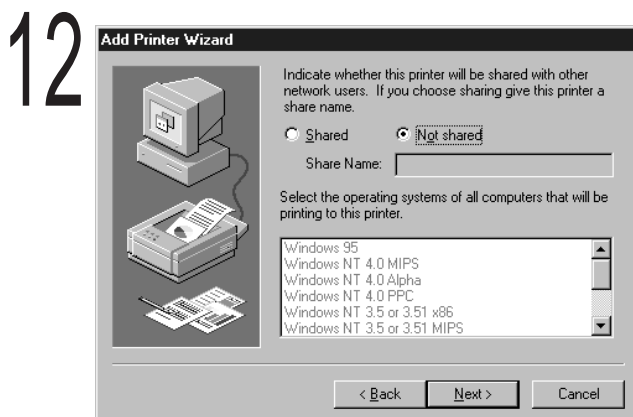 12
Add Printer Wizard
Indicate whether this printer will be shared with other
network users. If you choose sharing give this printer a
share name.
Shared Not shared
Share Name:
Select the operating systems of all computers that will be
printing to this printer.
Windows 95
Windows NT 4.0 MIPS
Windows NT 4.0 Alpha
Windows NT 4.0 PPC
Windows NT 3.5 or 3.51 x86
Windows NT 3.5 or 3.51 MIPS
< Back Next > Cancel